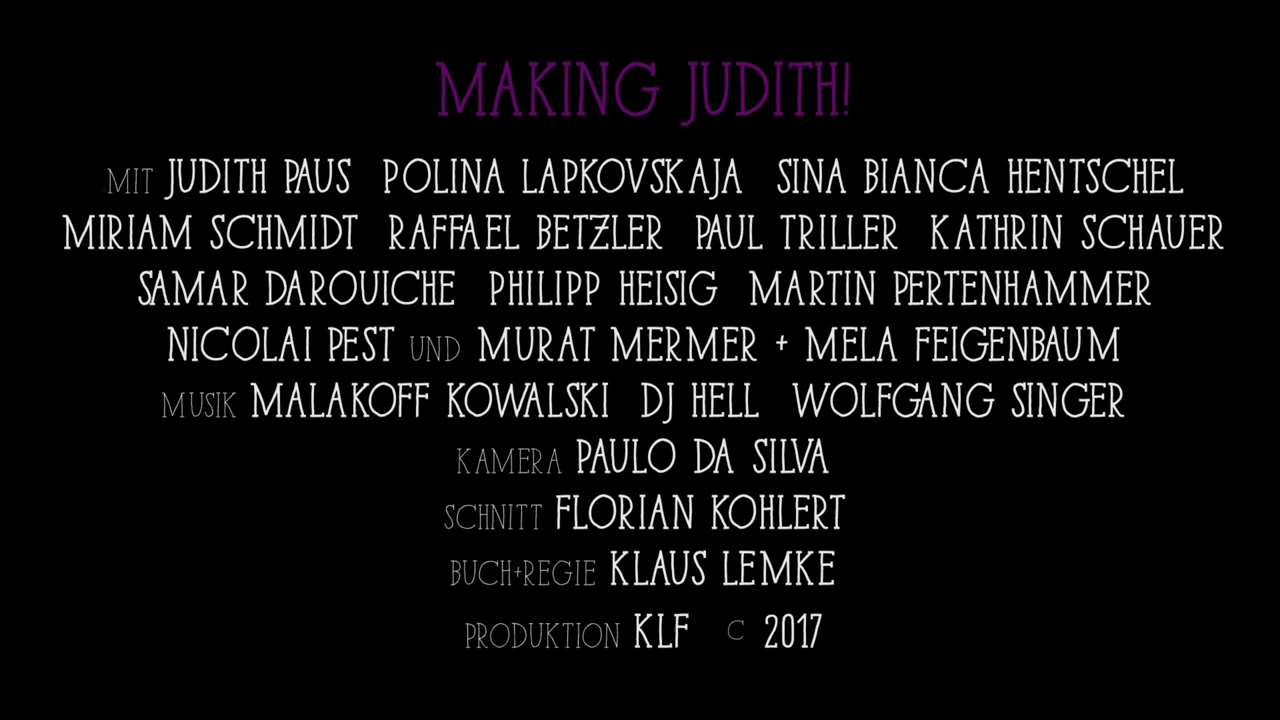 MAKING JUDITH!
MIT JUDITH PAUS POLINA LAPKOVSKAJA SINA BIANCA HENTSCHEL
MIRIAM SCHMIDT RAFFAEL BETZLER PAUL TRILLER KATHRIN SCHAUER
SAMAR DAROUICHE PHILIPP HEISIG MARTIN PERTENHAMMER
NICOLAI PEST UND MURAT MERMER + MELA FEIGENBAUM
MUSIK MALAKOFF KOWALSKI DJ HELL WOLFGANG SINGER
KAMERA PAULO DA SILVA
SCHNITT FLORIAN KOHLERT
BUCH+REGIE KLAUS LEMKE
PRODUKTION KLF C 2017